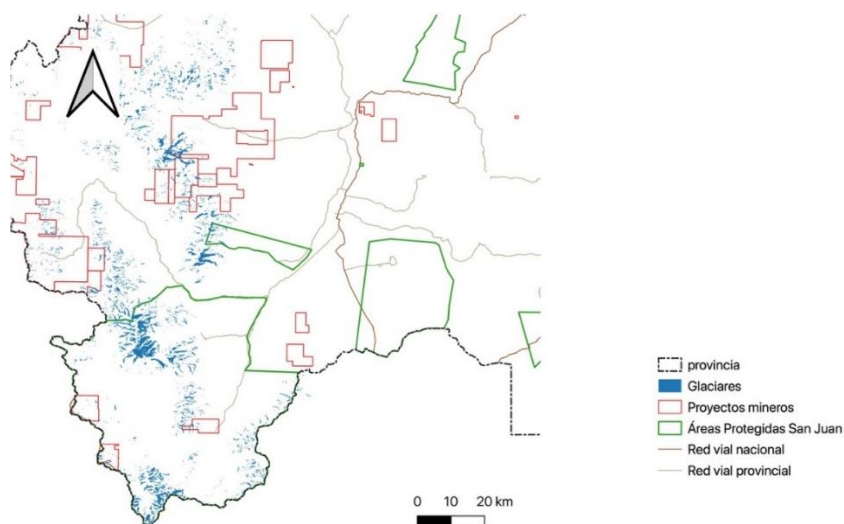 provincia
Glaciares
Proyectos mineros
Áreas Protegidas San Juan
Red vial nacional
Red vial provincial
0 10 20 km